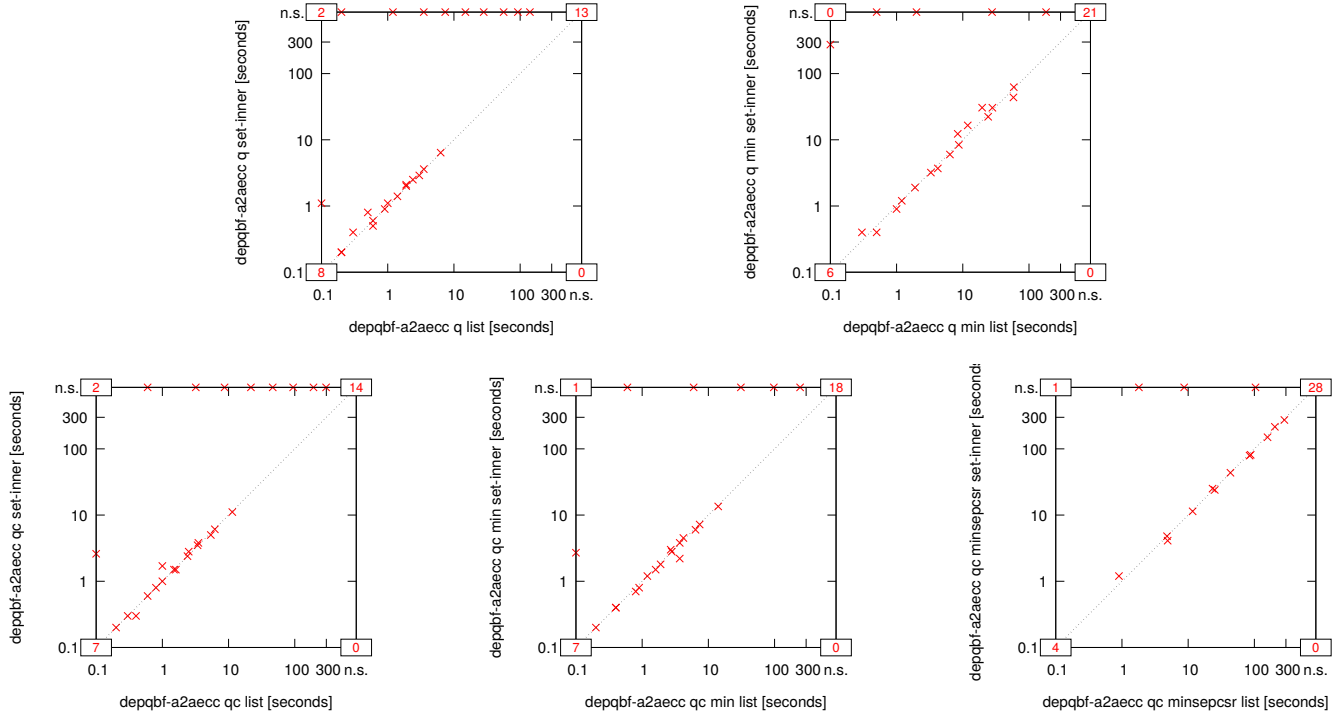 n.s. 2 13
300
100
10
1
0.1 8 0
0.1 1 10 100 300 n.s.
depqbf-a2aecc q set-inner [seconds]
depqbf-a2aecc q list [seconds]
n.s. 0 21
300
100
10
1
0.1 6 0
0.1 1 10 100 300 n.s.
depqbf-a2aecc q min set-inner [seconds]
depqbf-a2aecc q min list [seconds]
n.s. 2 14
300
100
10
1
0.1 7 0
0.1 1 10 100 300 n.s.
depqbf-a2aecc qc set-inner [seconds]
depqbf-a2aecc qc list [seconds]
n.s. 1 18
300
100
10
1
0.1 7 0
0.1 1 10 100 300 n.s.
depqbf-a2aecc qc min set-inner [seconds]
depqbf-a2aecc qc min list [seconds]
n.s. 1 28
300
100
10
1
0.1 4 0
0.1 1 10 100 300 n.s.
depqbf-a2aecc qc minsepcsr set-inner [second
depqbf-a2aecc qc minsepcsr list [seconds]